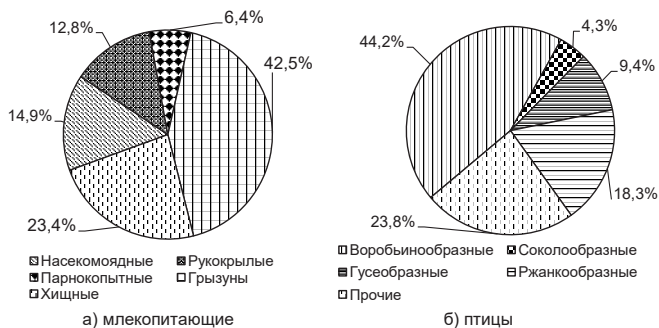 6,4%
12,8%
42,5%
14,9%
23,4%
Насекомоядные Рукокрылые
Парнокопытные Грызуны
Хищные
а) млекопитающие
4,3%
44,2%
9,4%
18,3%
23,8%
Воробьинообразные Соколообразные
Гусеобразные Ржанкообразные
Прочие
б) птицы